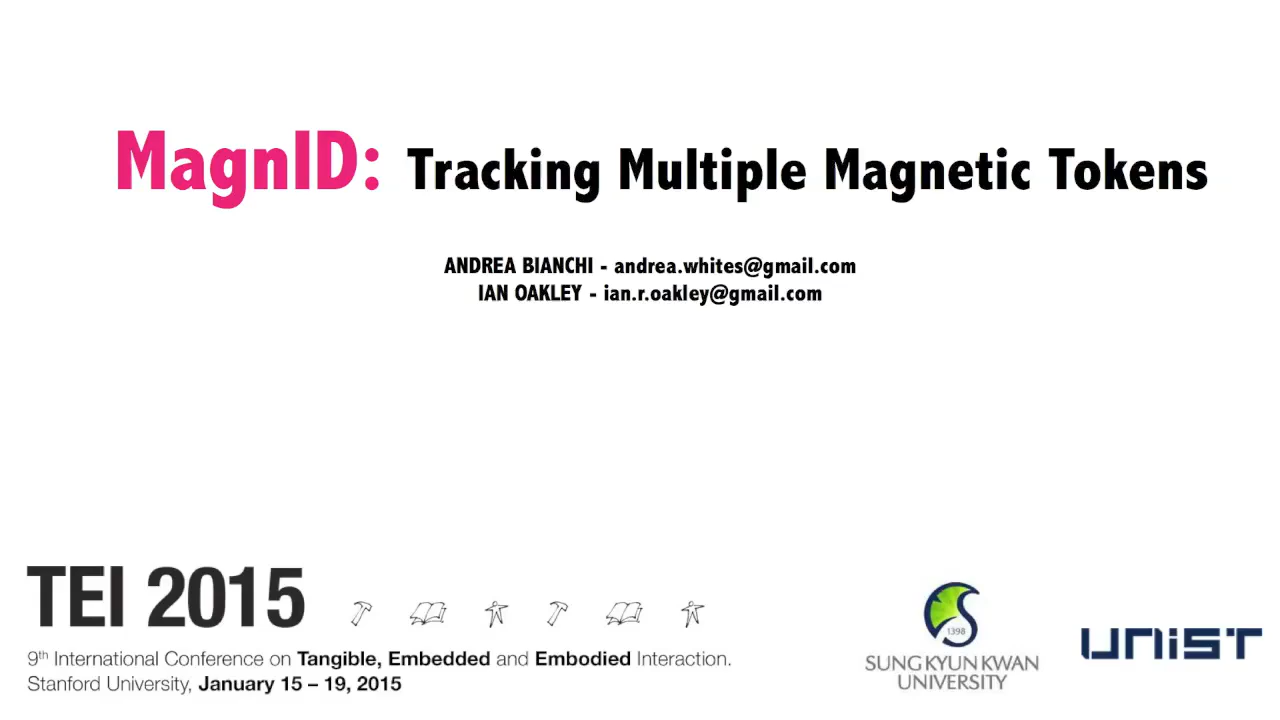 MagnID: Tracking Multiple Magnetic Tokens
ANDREA BIANCHI - andrea.whites@gmail.com
IAN OAKLEY - ian.r.oakley@gmail.com
TEI 2015
9th International Conference on Tangible, Embedded and Embodied Interaction.
Stanford University, January 15 – 19, 2015
1398
SUNG KYUN KWAN
UNIVERSITY
UNIST